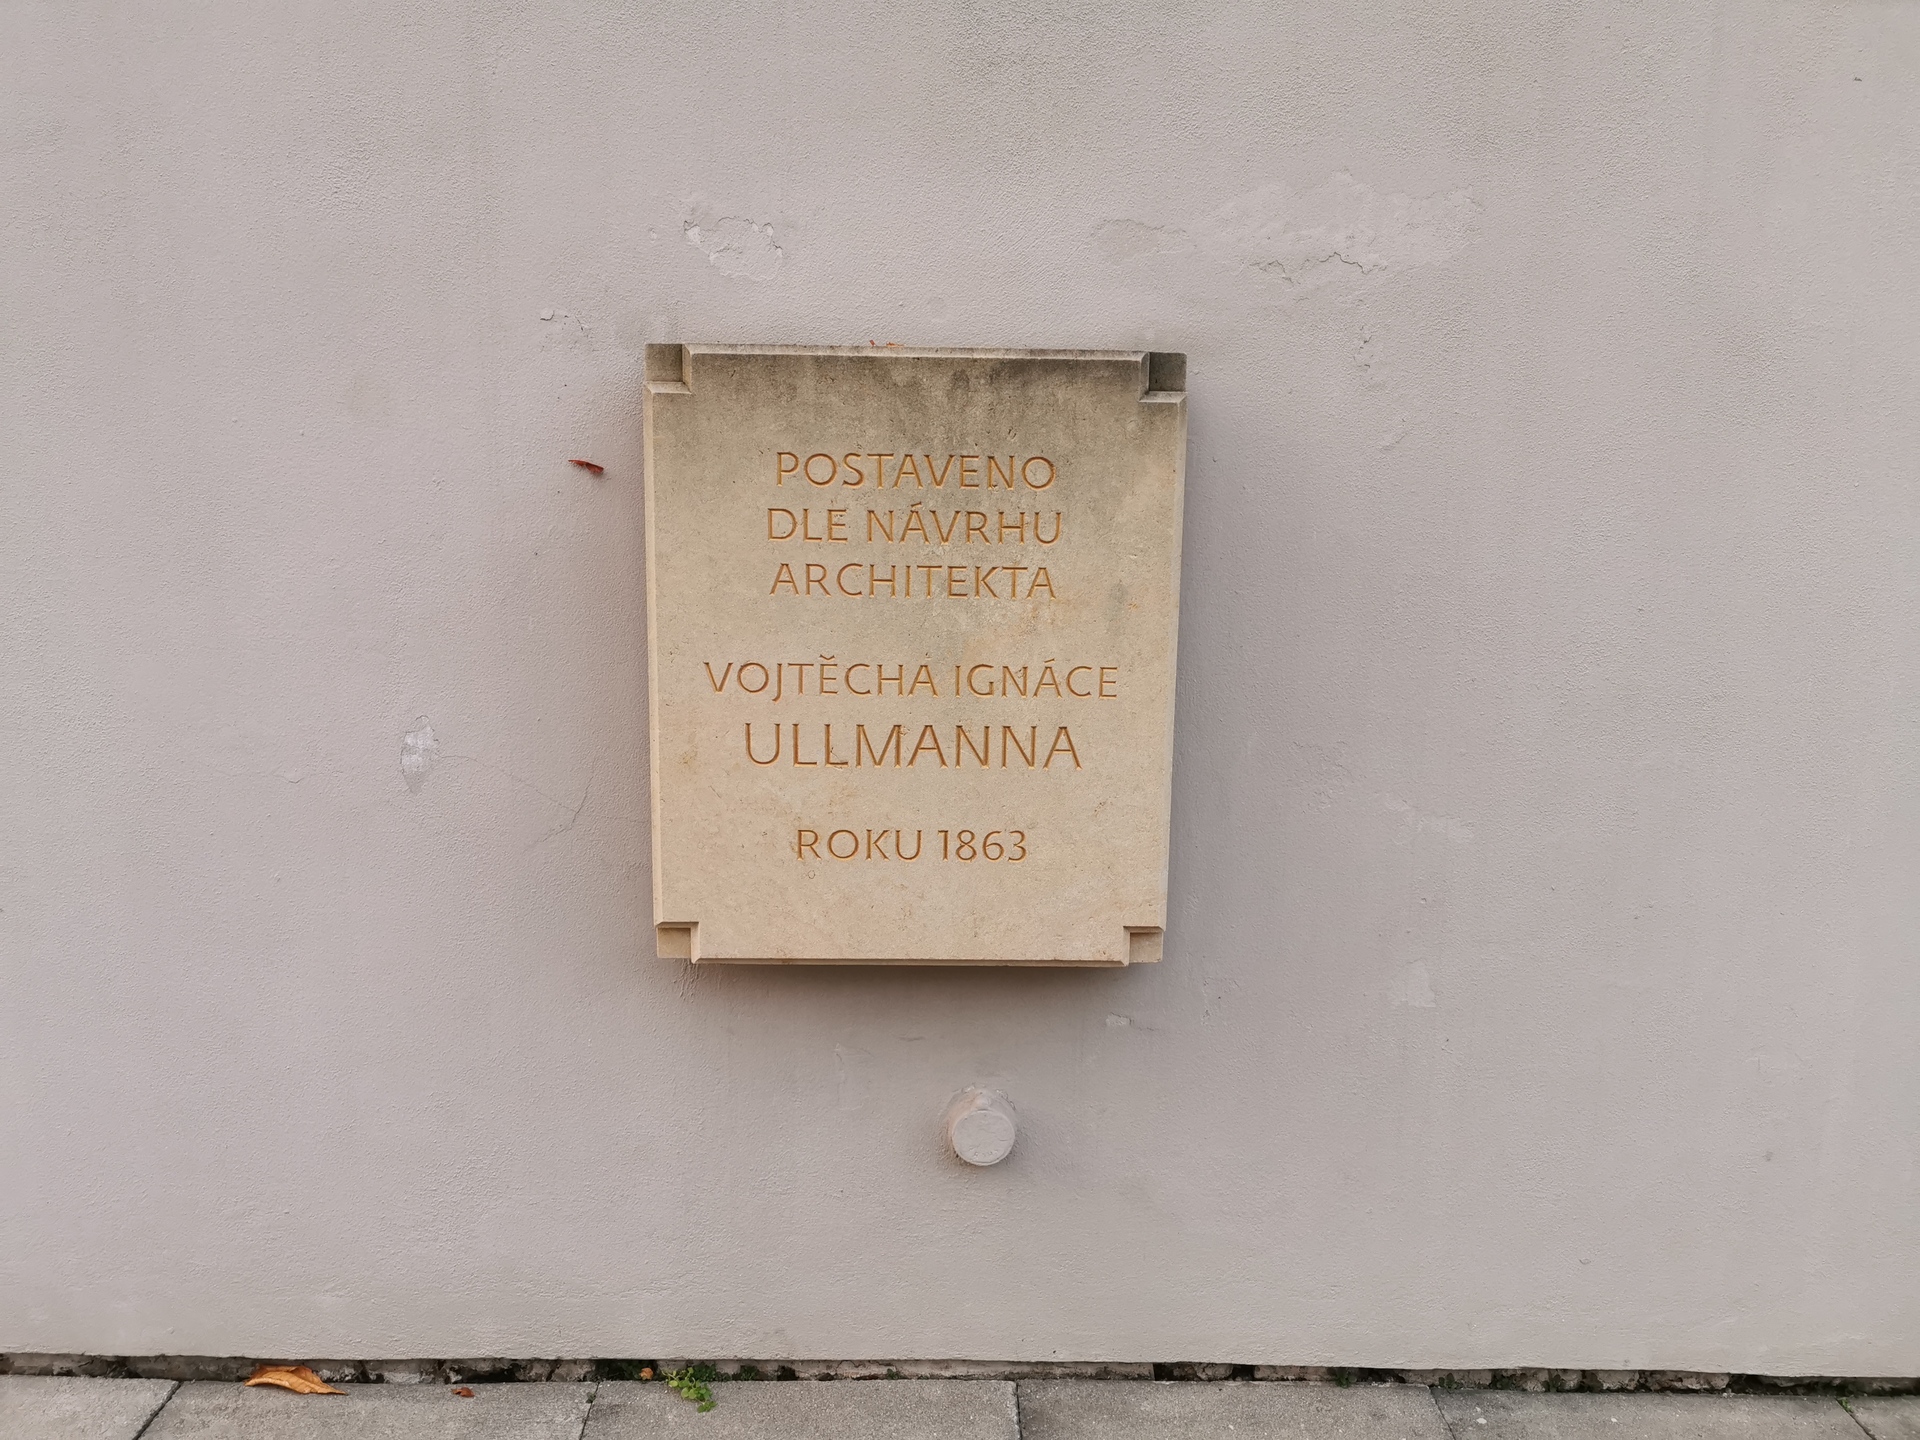 POSTAVENO
DLE NÁVRHU
ARCHITEKTA
VOJTĚCHA IGNÁCE
ULLMANNA
ROKU 1863